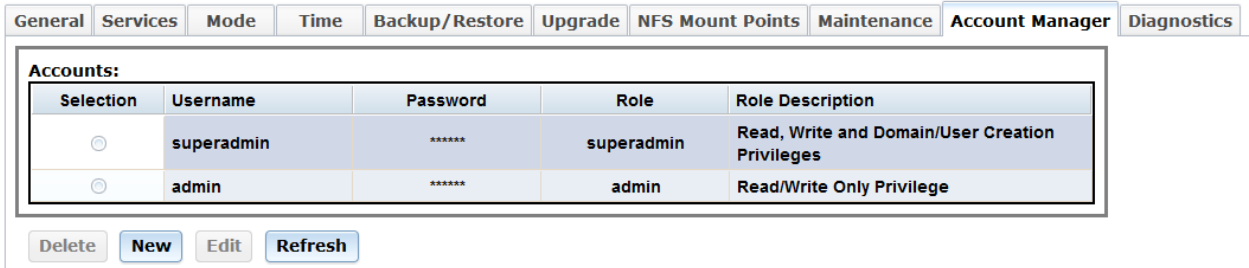 General Services Mode Time Backup/Restore Upgrade NFS Mount Points Maintenance Account Manager Diagnostics
Accounts:
Selection Username Password Role Role Description
superadmin ****** superadmin Read, Write and Domain/User Creation
Privileges
admin ****** admin Read/Write Only Privilege
Delete New Edit Refresh